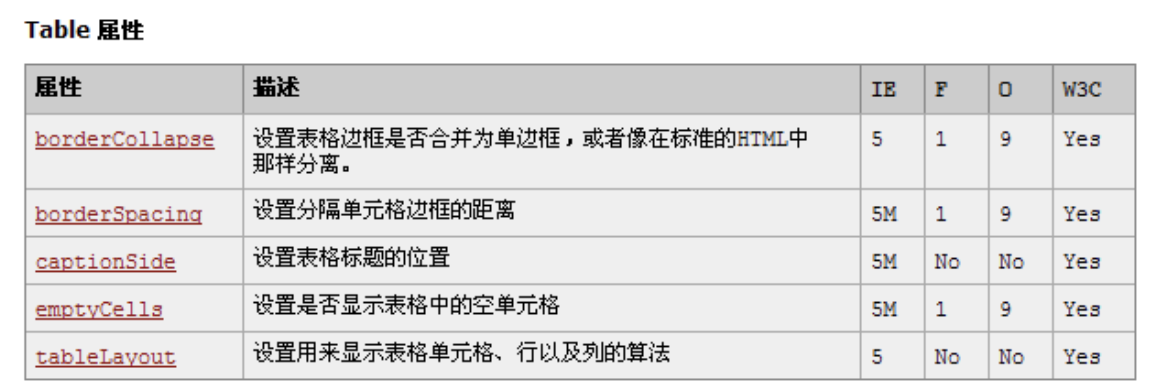 Table 属性
属性 描述 IE F O W3C
borderCollapse 设置表格边框是否合并为单边框，或者像在标准的HTML中 5 1 9 Yes
那样分离。
borderSpacing 设置分隔单元格边框的距离 5M 1 9 Yes
captionSide 设置表格标题的位置 5M No No Yes
emptyCells 设置是否显示表格中的空单元格 5M 1 9 Yes
tableLayout 设置用来显示表格单元格、行以及列的算法 5 No No Yes